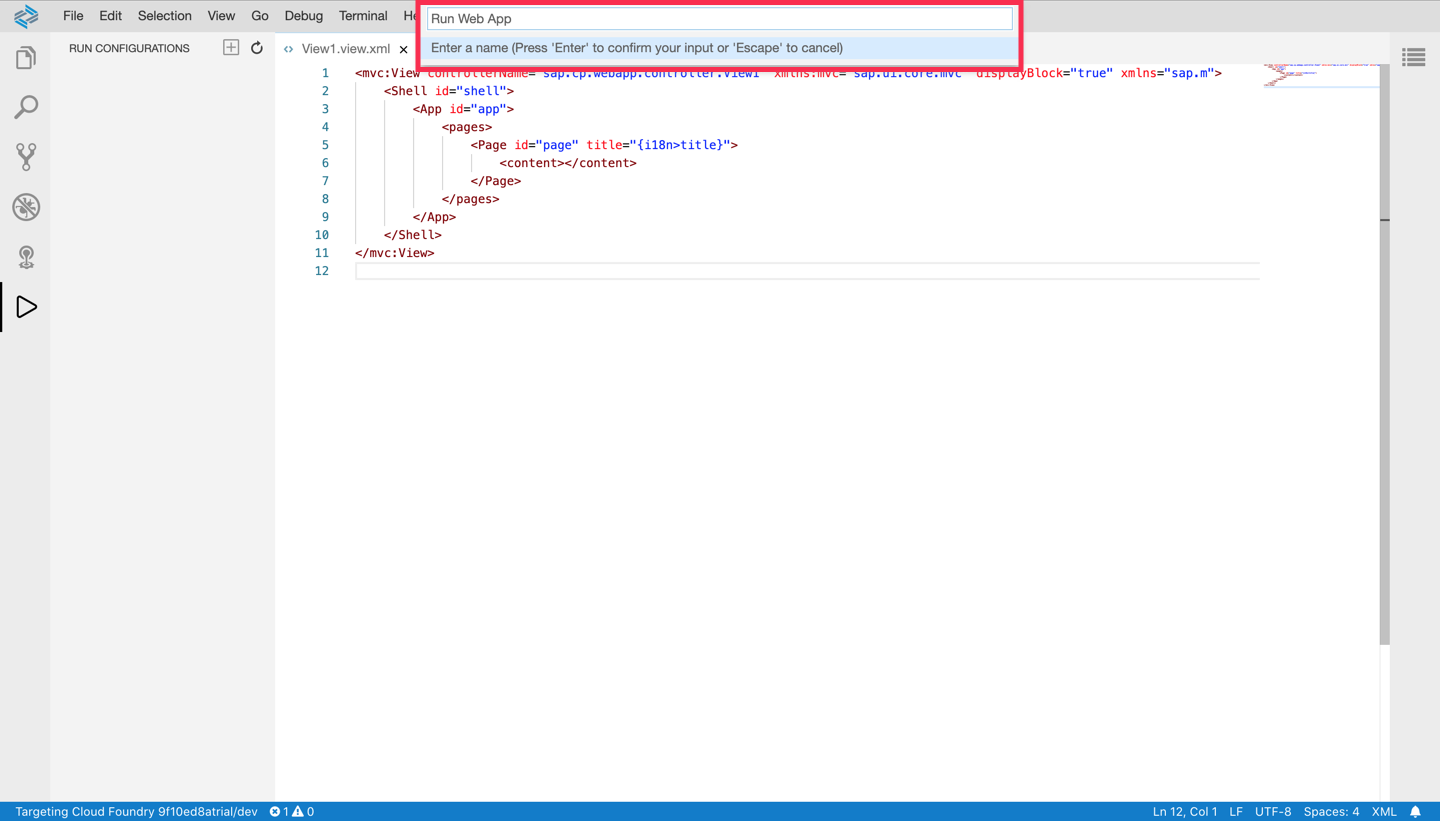 File Edit Selection View Go Debug Terminal He
Run Web App
Enter a name (Press 'Enter' to confirm your input or 'Escape' to cancel)
RUN CONFIGURATIONS
View1.view.xml
1 <mvc:View controllerName="sap.cp.webapp.controller.View1" xmlns:mvc="sap.ui.core.mvc" displayBlock="true" xmlns="sap.m">
2 <Shell id="shell">
3 <App id="app">
4 <pages>
5 <Page id="page" title="{i18n>title}">
6 <content></content>
7 </Page>
8 </pages>
9 </App>
10 </Shell>
11 </mvc:View>
12
Targeting Cloud Foundry 9f10ed8atrial/dev 1 0 Ln 12, Col 1 LF UTF-8 Spaces: 4 XML